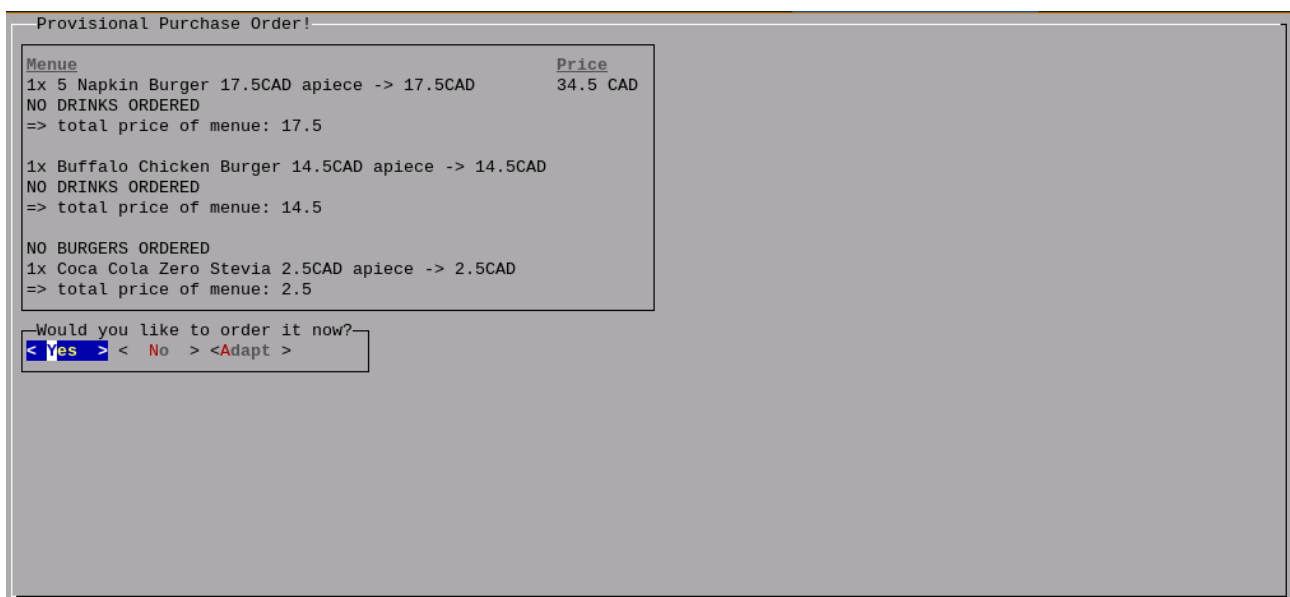 Provisional Purchase Order!
Menue Price
1x 5 Napkin Burger 17.5CAD apiece -> 17.5CAD 34.5 CAD
NO DRINKS ORDERED
=> total price of menue: 17.5
1x Buffalo Chicken Burger 14.5CAD apiece -> 14.5CAD
NO DRINKS ORDERED
=> total price of menue: 14.5
NO BURGERS ORDERED
1x Coca Cola Zero Stevia 2.5CAD apiece -> 2.5CAD
=> total price of menue: 2.5
Would you like to order it now?
< Yes > < No > <Adapt >